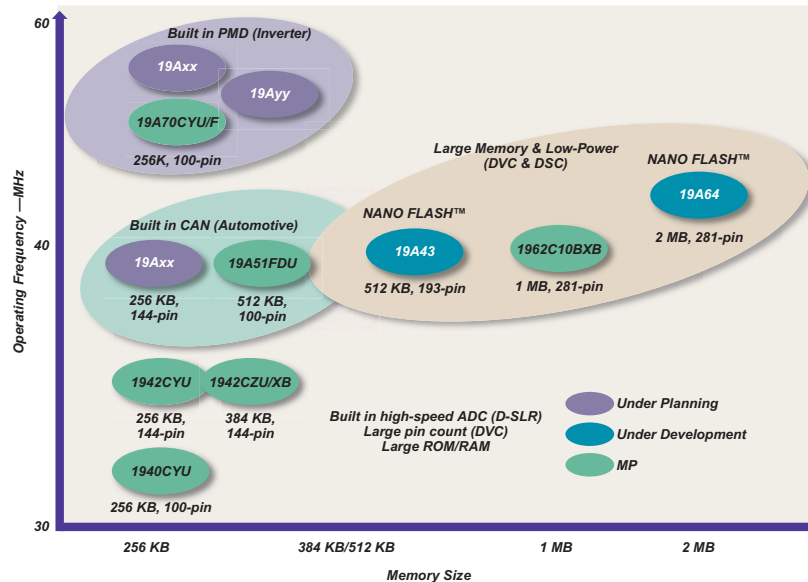 60
Built in PMD (Inverter)
19Axx
19Ayy
19A70CYU/F
256K, 100-pin
Large Memory & Low-Power
(DVC & DSC)
NANO FLASH™
19A64
2 MB, 281-pin
Operating Frequency —MHz
40
Built in CAN (Automotive)
19Axx
256 KB,
144-pin
19A51FDU
512 KB,
100-pin
NANO FLASH™
19A43
512 KB, 193-pin
1962C10BXB
1 MB, 281-pin
1942CYU
256 KB,
144-pin
1942CZU/XB
384 KB,
144-pin
Built in high-speed ADC (D-SLR)
Large pin count (DVC)
Large ROM/RAM
Under Planning
Under Development
MP
1940CYU
256 KB, 100-pin
30
256 KB
384 KB/512 KB
1 MB
2 MB
Memory Size